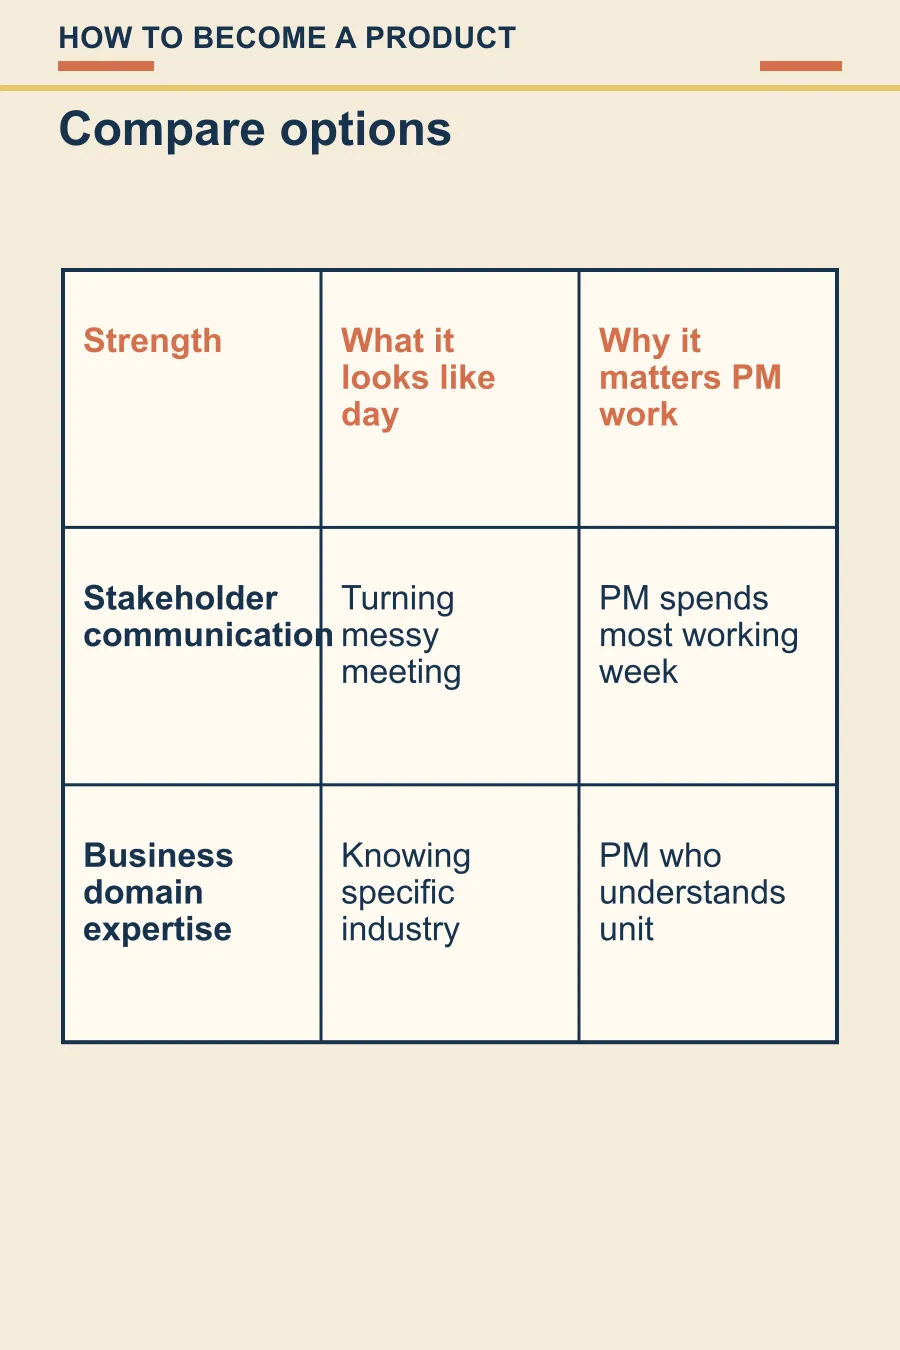 HOW TO BECOME A PRODUCT
Compare options
Strength
What it
looks like
day
Why it
matters PM
work
Stakeholder
communication
Turning
messy
meeting
PM spends
most working
week
Business
domain
expertise
Knowing
specific
industry
PM who
understands
unit